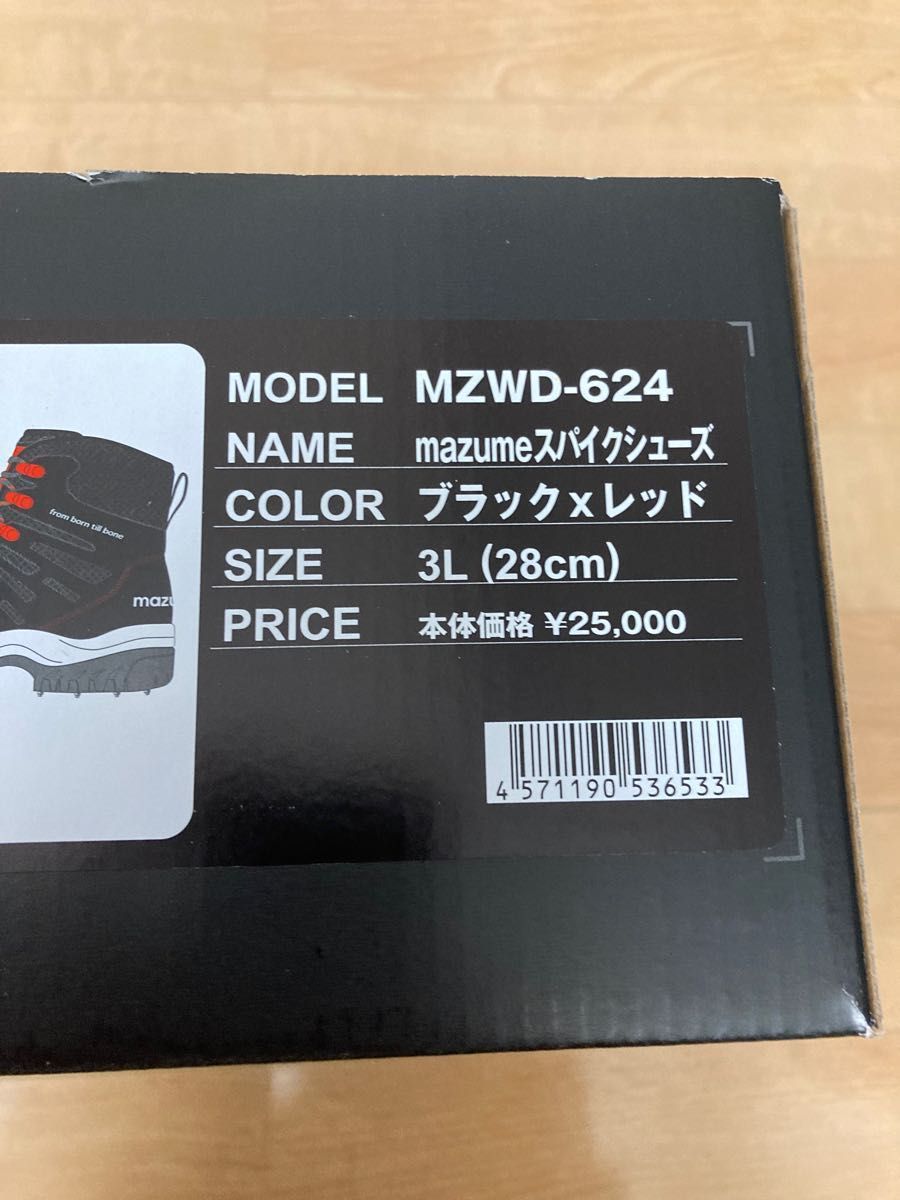 MODEL MZWD-624
NAME mazumeスパイクシューズ
COLOR ブラックxレッド
SIZE 3L (28cm)
PRICE 本体価格 ¥25,000
from born till bone
4 571190 536533